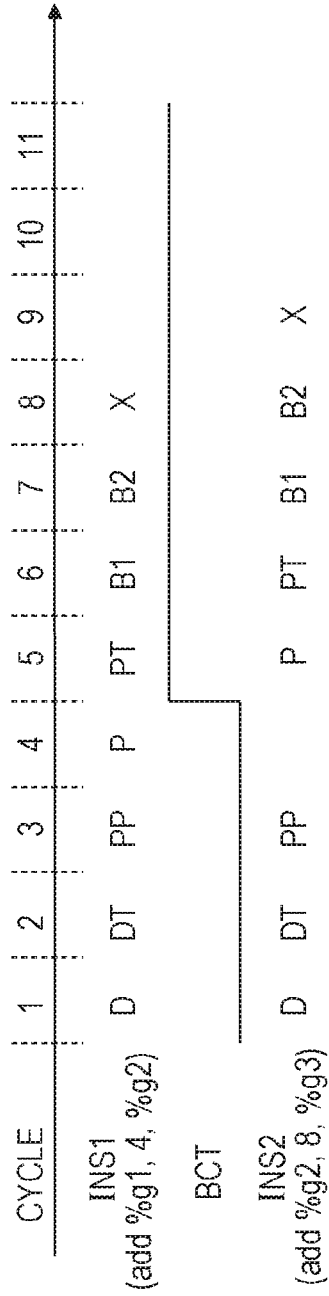 CYCLE 1 2 3 4 5 6 7 8 9 10 11
INS1 D DT PP P PT B1 B2 X
(add %g1, 4, %g2)
BCT
INS2 D DT PP P PT B1 B2 X
(add %g2, 8, %g3)